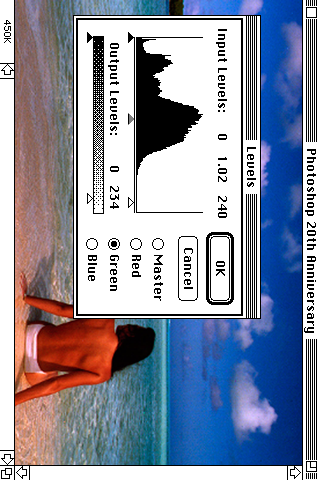 Photoshop 20th Anniversary
Levels
Input Levels: 0 1.02 240
OK
Cancel
Master
Red
Green
Blue
Output Levels: 0 234
450K